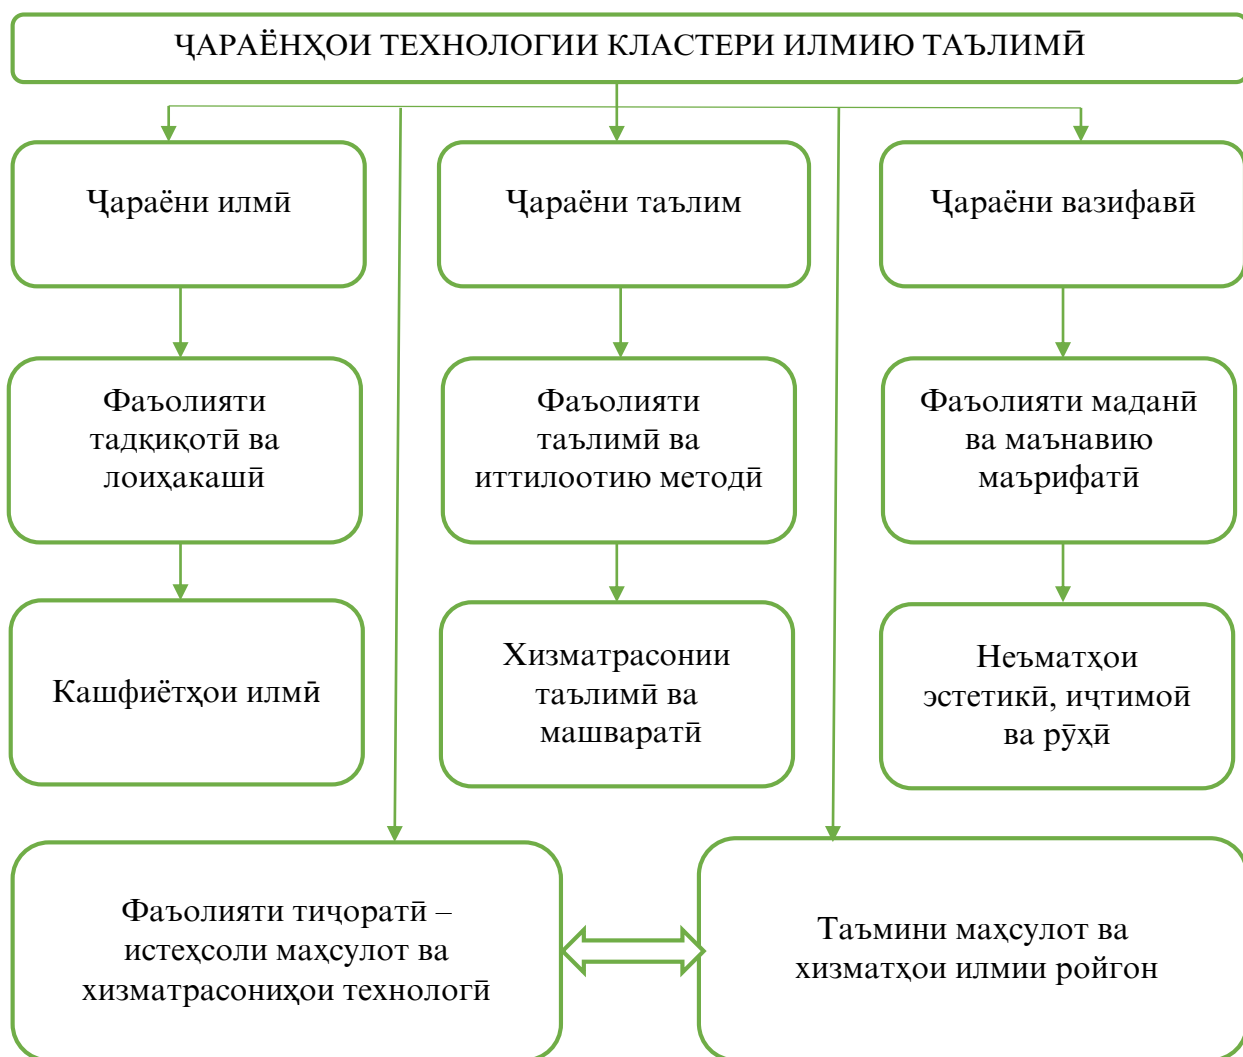 ҶАРАЁНҲОИ ТЕХНОЛОГИИ КЛАСТЕРИ ИЛМИЮ ТАЪЛИМӢ
Ҷараёни илмӣ
Ҷараёни таълим
Ҷараёни вазифавӣ
Фаъолияти
тадқиқотӣ ва
лоиҳакашӣ
Фаъолияти
таълимӣ ва
иттилоотию методӣ
Фаъолияти маданӣ
ва маънавию
маърифатӣ
Кашфиётҳои илмӣ
Хизматрасонии
таълимӣ ва
машваратӣ
Неъматҳои
эстетикӣ, иҷтимоӣ
ва рӯҳӣ
Фаъолияти тиҷоратӣ –
истеҳсоли маҳсулот ва
хизматрасониҳои технологӣ
Таъмини маҳсулот ва
хизматҳои илмии ройгон